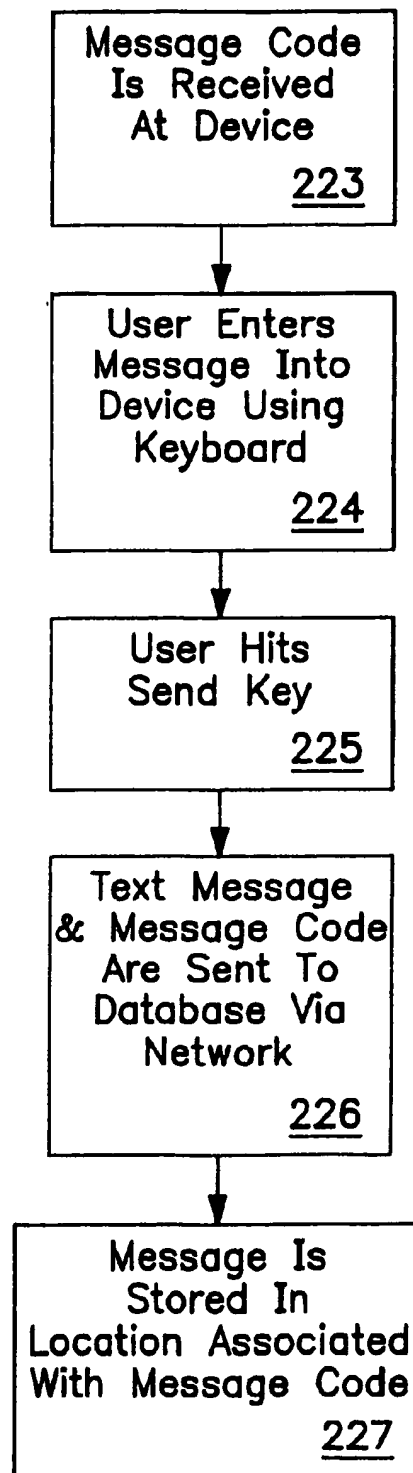 Message Code
Is Received
At Device
223
User Enters
Message Into
Device Using
Keyboard
224
User Hits
Send Key
225
Text Message
& Message Code
Are Sent To
Database Via
Network
226
Message Is
Stored In
Location Associated
With Message Code
227